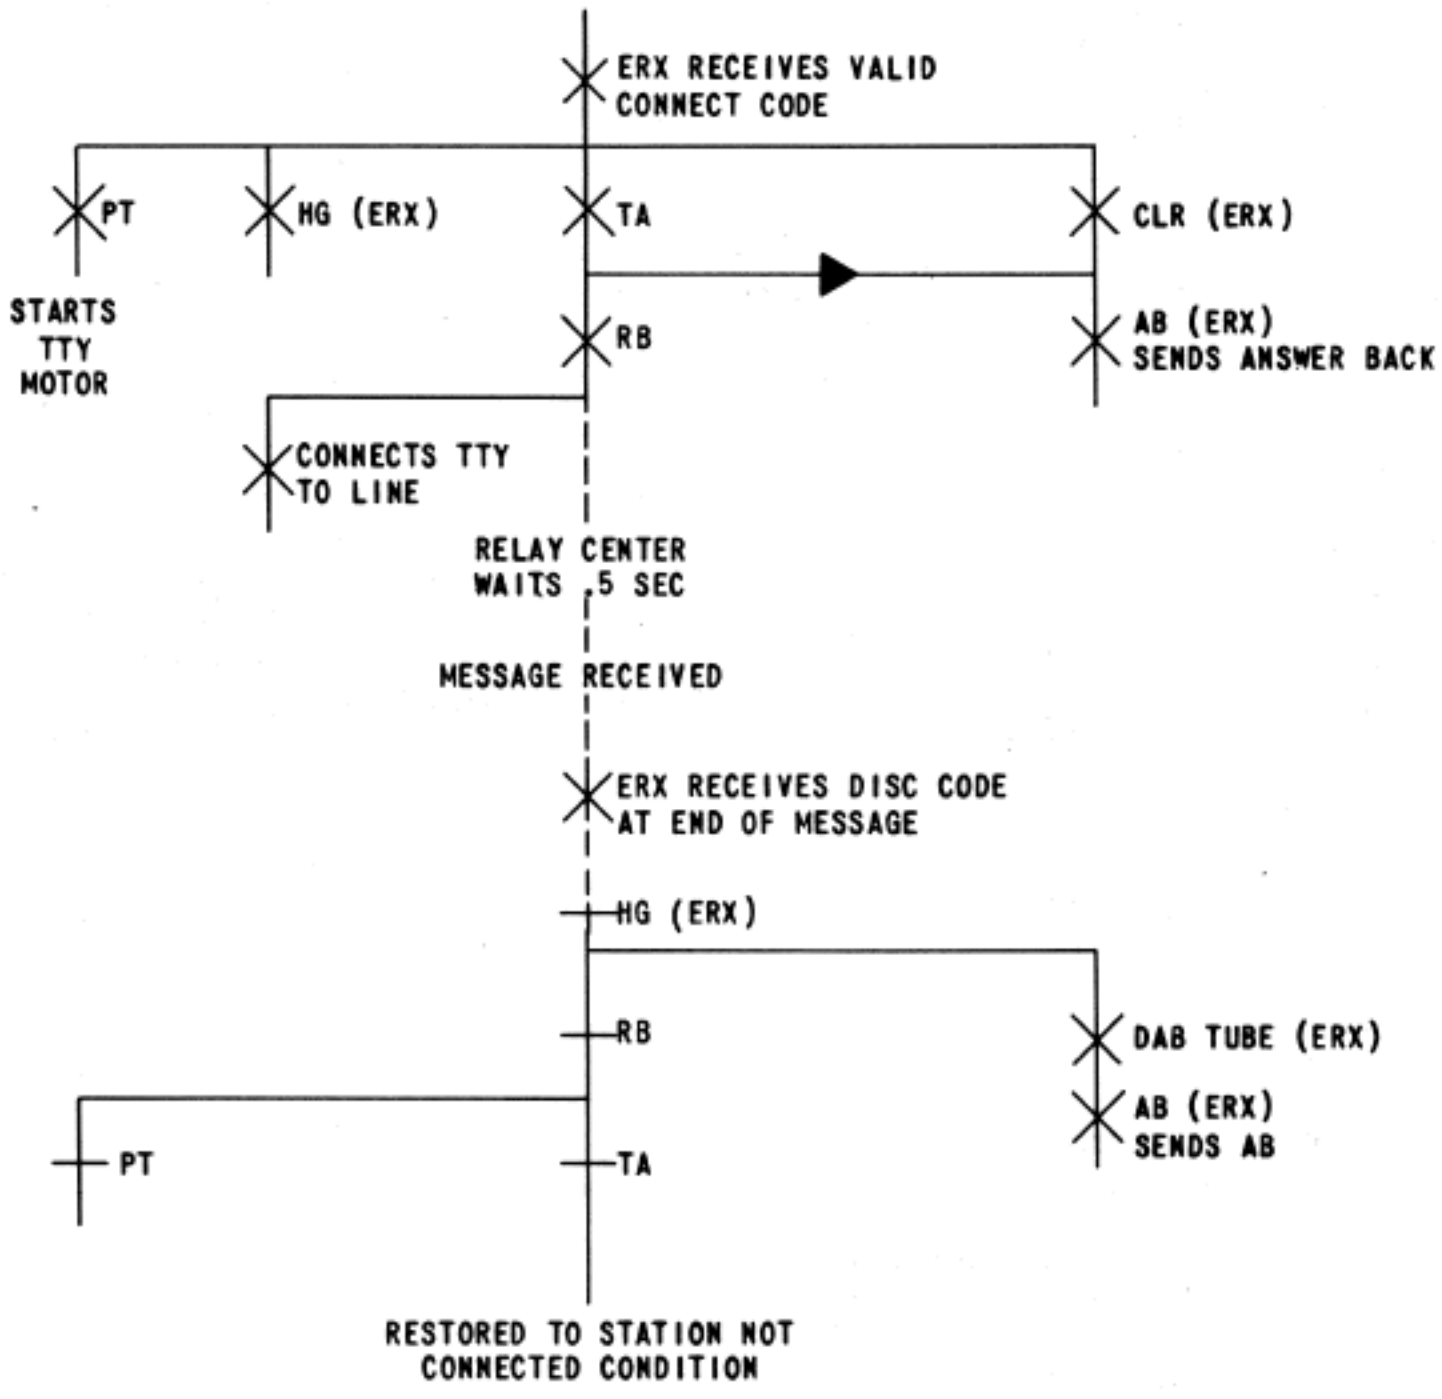 ERX RECEIVES VALID
CONNECT CODE
PT
HG (ERX)
TA
CLR (ERX)
STARTS
TTY
MOTOR
RB
AB (ERX)
SENDS ANSWER BACK
CONNECTS TTY
TO LINE
RELAY CENTER
WAITS .5 SEC
MESSAGE RECEIVED
ERX RECEIVES DISC CODE
AT END OF MESSAGE
HG (ERX)
RB
DAB TUBE (ERX)
AB (ERX)
SENDS AB
PT
TA
RESTORED TO STATION NOT
CONNECTED CONDITION